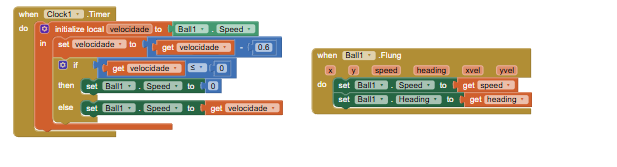 when Clock1 .Timer
do initialize local velocidade to Ball1 . Speed
in set velocidade to get velocidade - 0.6
if get velocidade ≤ 0
then set Ball1 . Speed to 0
else set Ball1 . Speed to get velocidade
when Ball1 .Flung
x y speed heading xvel yvel
do set Ball1 . Speed to get speed
set Ball1 . Heading to get heading